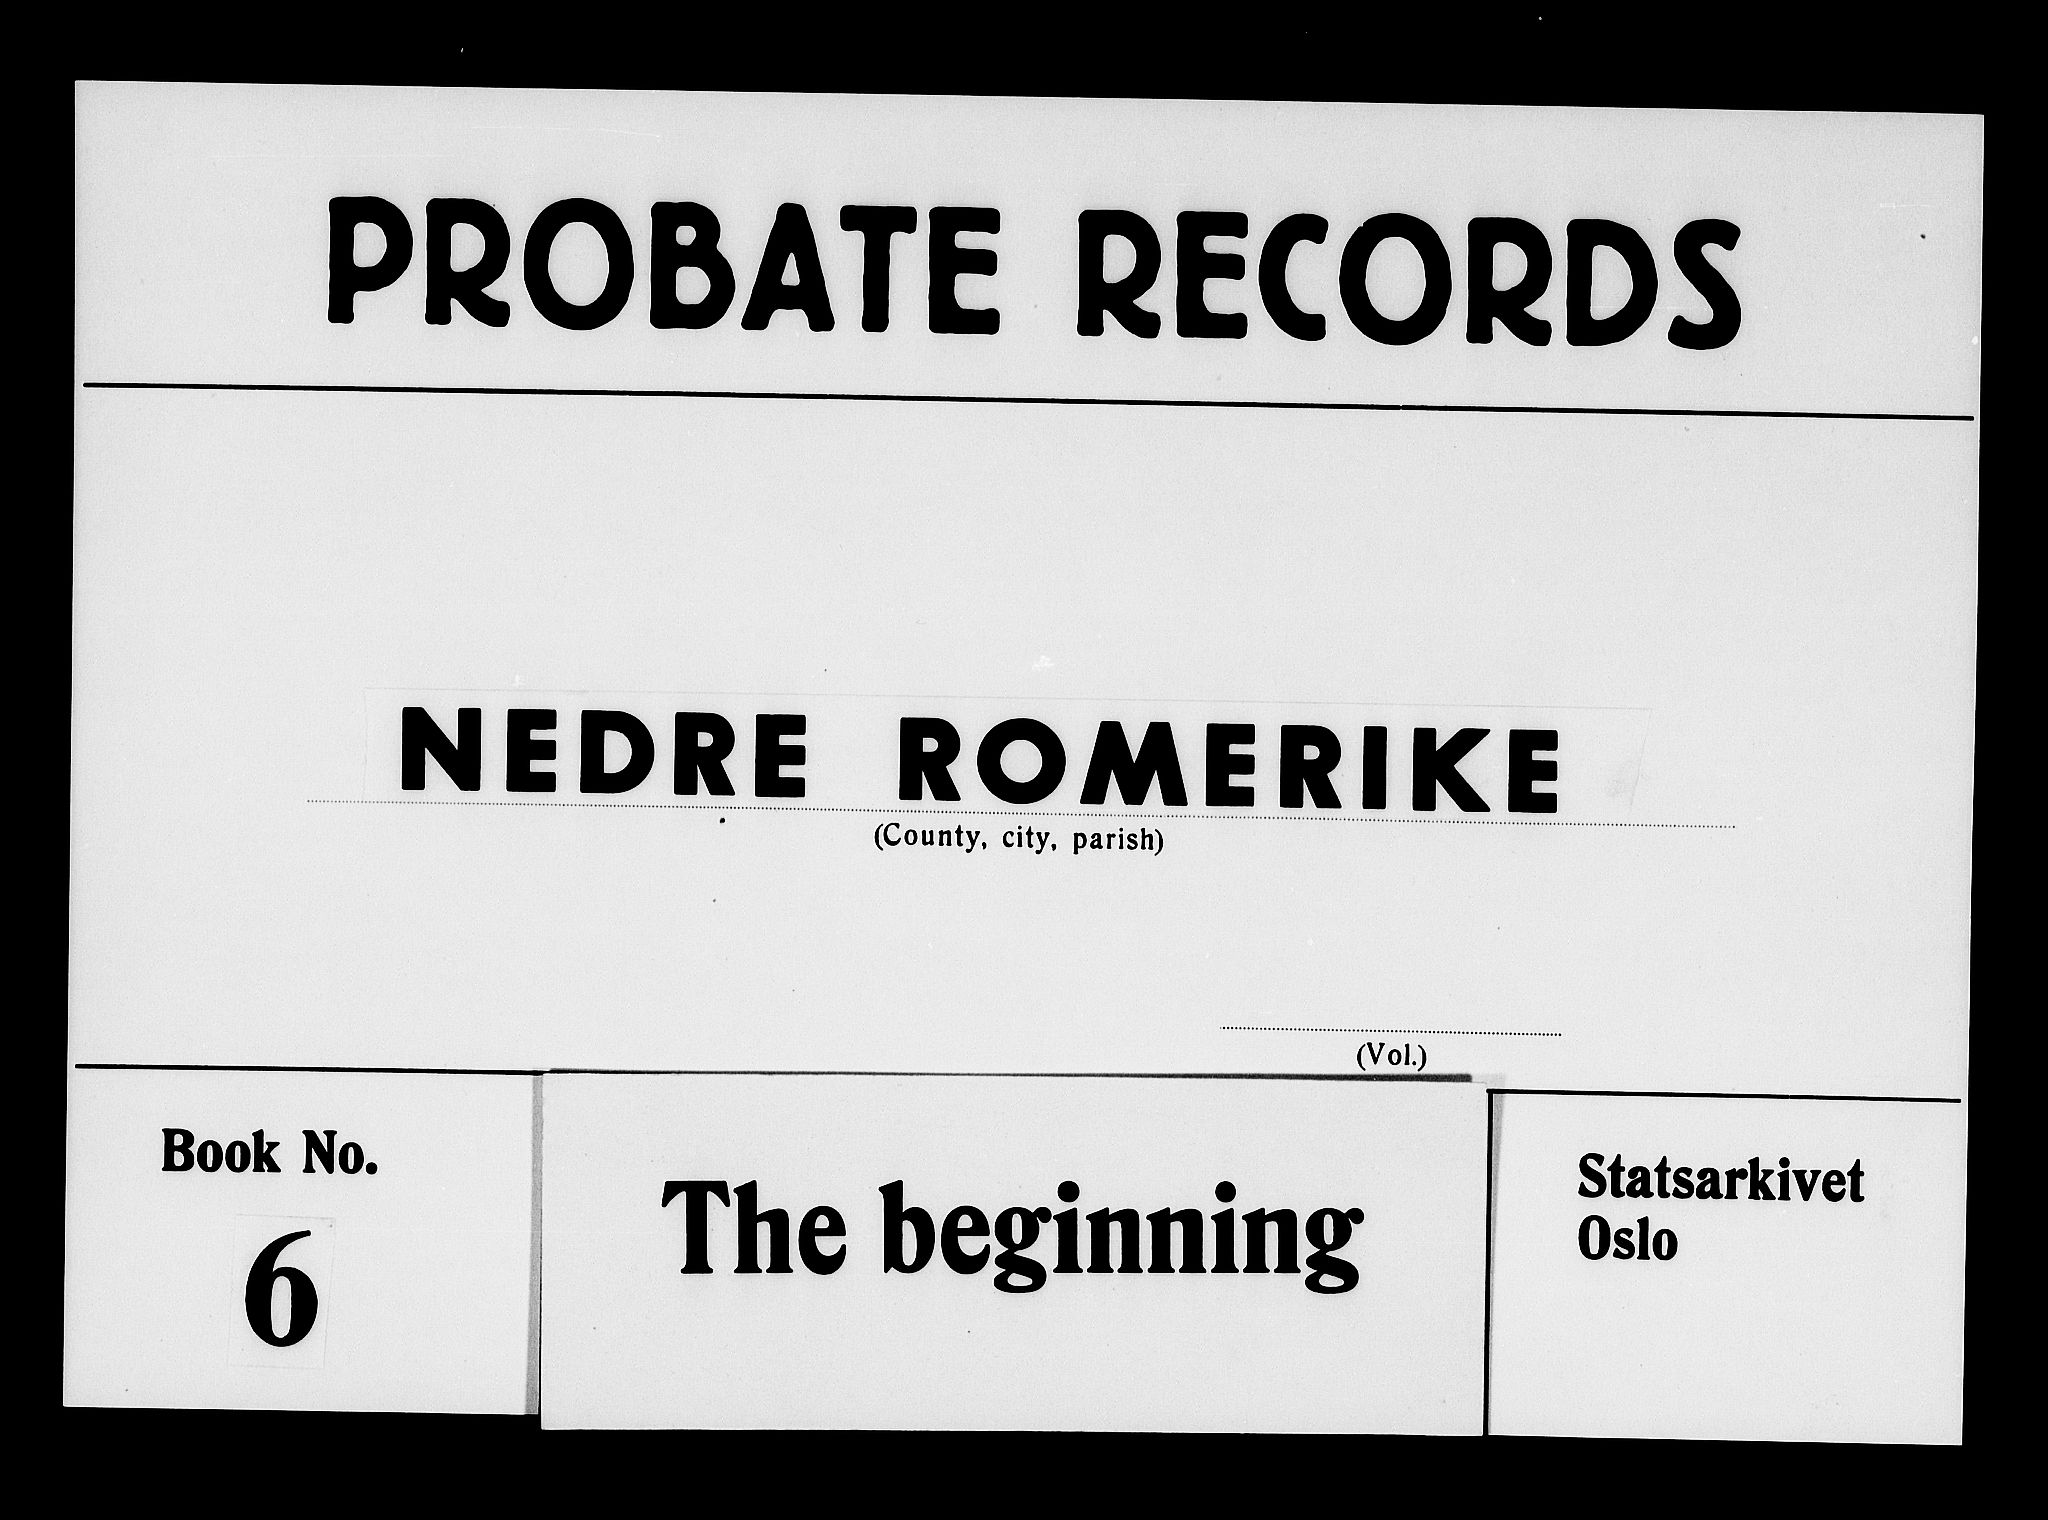 PROBATE RECORDS
NEDRE ROMERIKE
(County, city, parish)
(Vol.)
Book No.
6
The beginning
Statsarkivet
Oslo